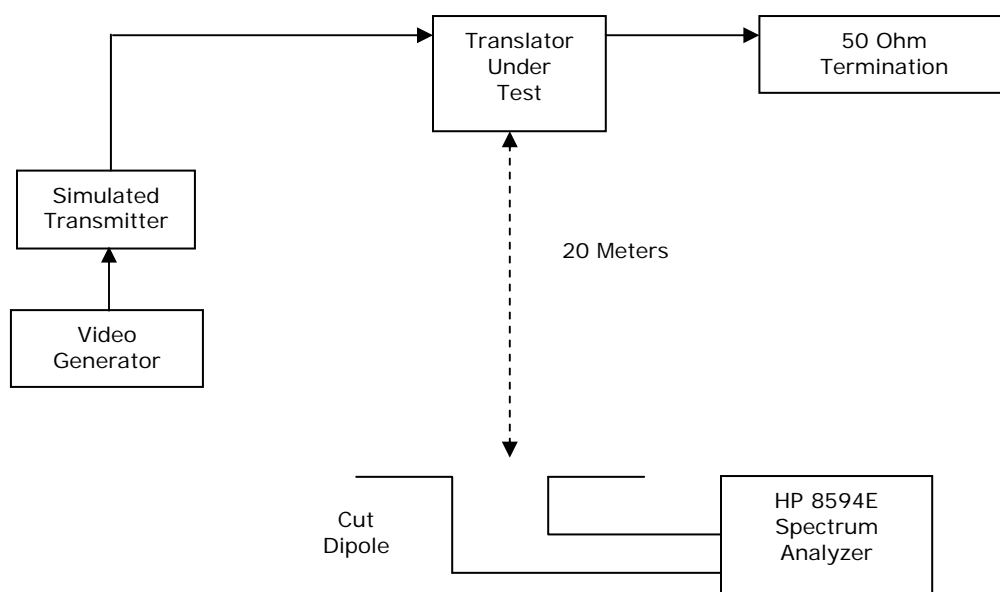 Translator
Under
Test
50 Ohm
Termination
Simulated
Transmitter
20 Meters
Video
Generator
Cut
Dipole
HP 8594E
Spectrum
Analyzer